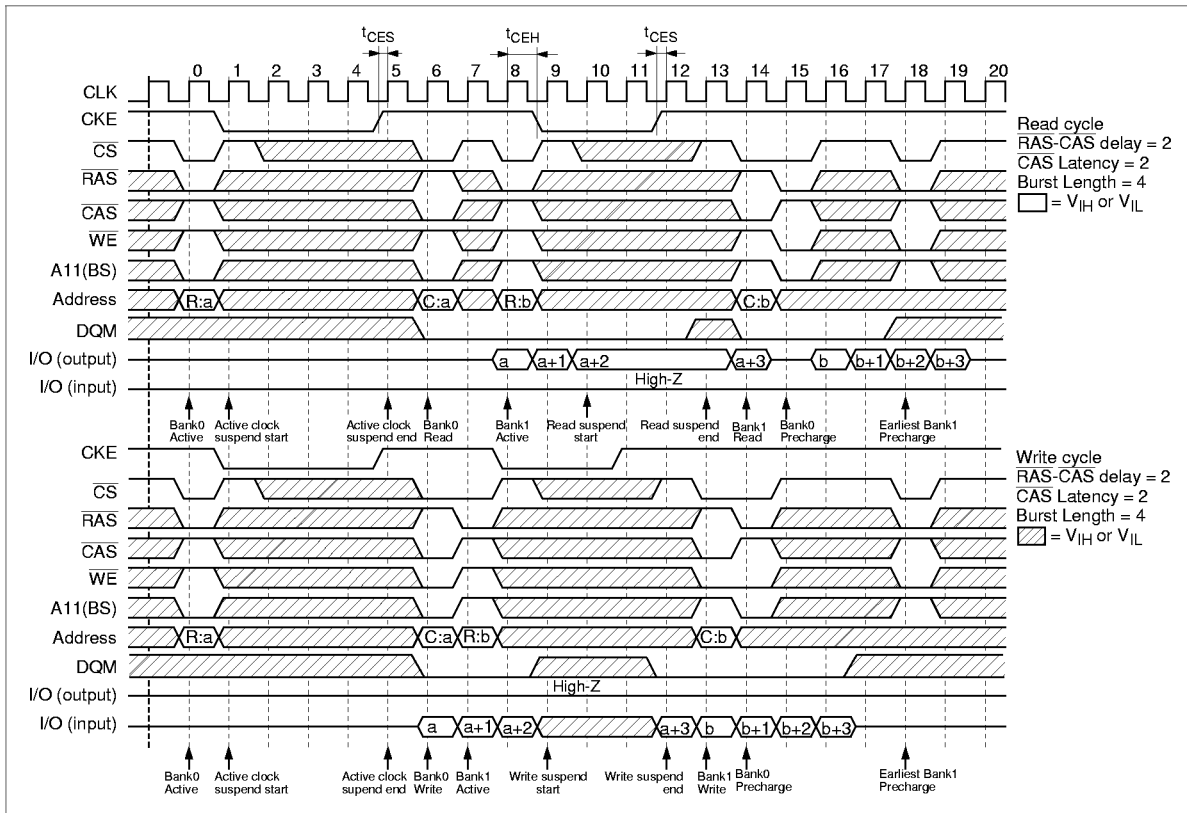 tCES tCEH tCES
0 1 2 3 4 5 6 7 8 9 10 11 12 13 14 15 16 17 18 19 20
CLK
CKE
CS
RAS
CAS
WE
A11(BS)
Address R:a C:a R:b C:b
DQM
I/O (output) a a+1 a+2 a+3 b b+1 b+2 b+3
High-Z
I/O (input)
Bank0 Active
Active clock suspend start
Active clock supend end
Bank0 Read
Bank1 Active
Read suspend start
Read suspend end
Bank1 Read
Bank0 Precharge
Earliest Bank1 Precharge
Read cycle
RAS-CAS delay = 2
CAS Latency = 2
Burst Length = 4
= VIH or VIL
CKE
CS
RAS
CAS
WE
A11(BS)
Address R:a C:a R:b C:b
DQM
High-Z
I/O (output)
I/O (input) a a+1 a+2 a+3 b b+1 b+2 b+3
Bank0 Active
Active clock suspend start
Active clock supend end
Bank0 Write
Bank1 Active
Write suspend start
Write suspend end
Bank1 Write
Bank0 Precharge
Earliest Bank1 Precharge
Write cycle
RAS-CAS delay = 2
CAS Latency = 2
Burst Length = 4
= VIH or VIL